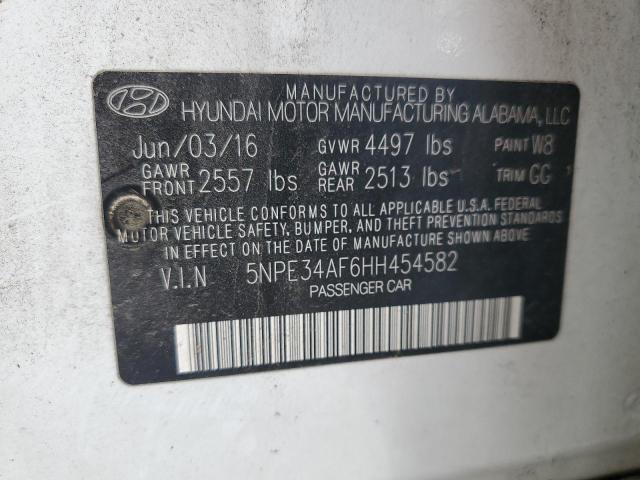 MANUFACTURED BY
HYUNDAI MOTOR MANUFACTURING ALABAMA, LLC
Jun/03/16 GVWR 4497 lbs PAINT W8
GAWR FRONT 2557 lbs GAWR REAR 2513 lbs TRIM GG
THIS VEHICLE CONFORMS TO ALL APPLICABLE U.S.A. FEDERAL
MOTOR VEHICLE SAFETY, BUMPER, AND THEFT PREVENTION STANDARDS
IN EFFECT ON THE DATE OF MANUFACTURE SHOWN ABOVE.
V.I.N 5NPE34AF6HH454582
PASSENGER CAR